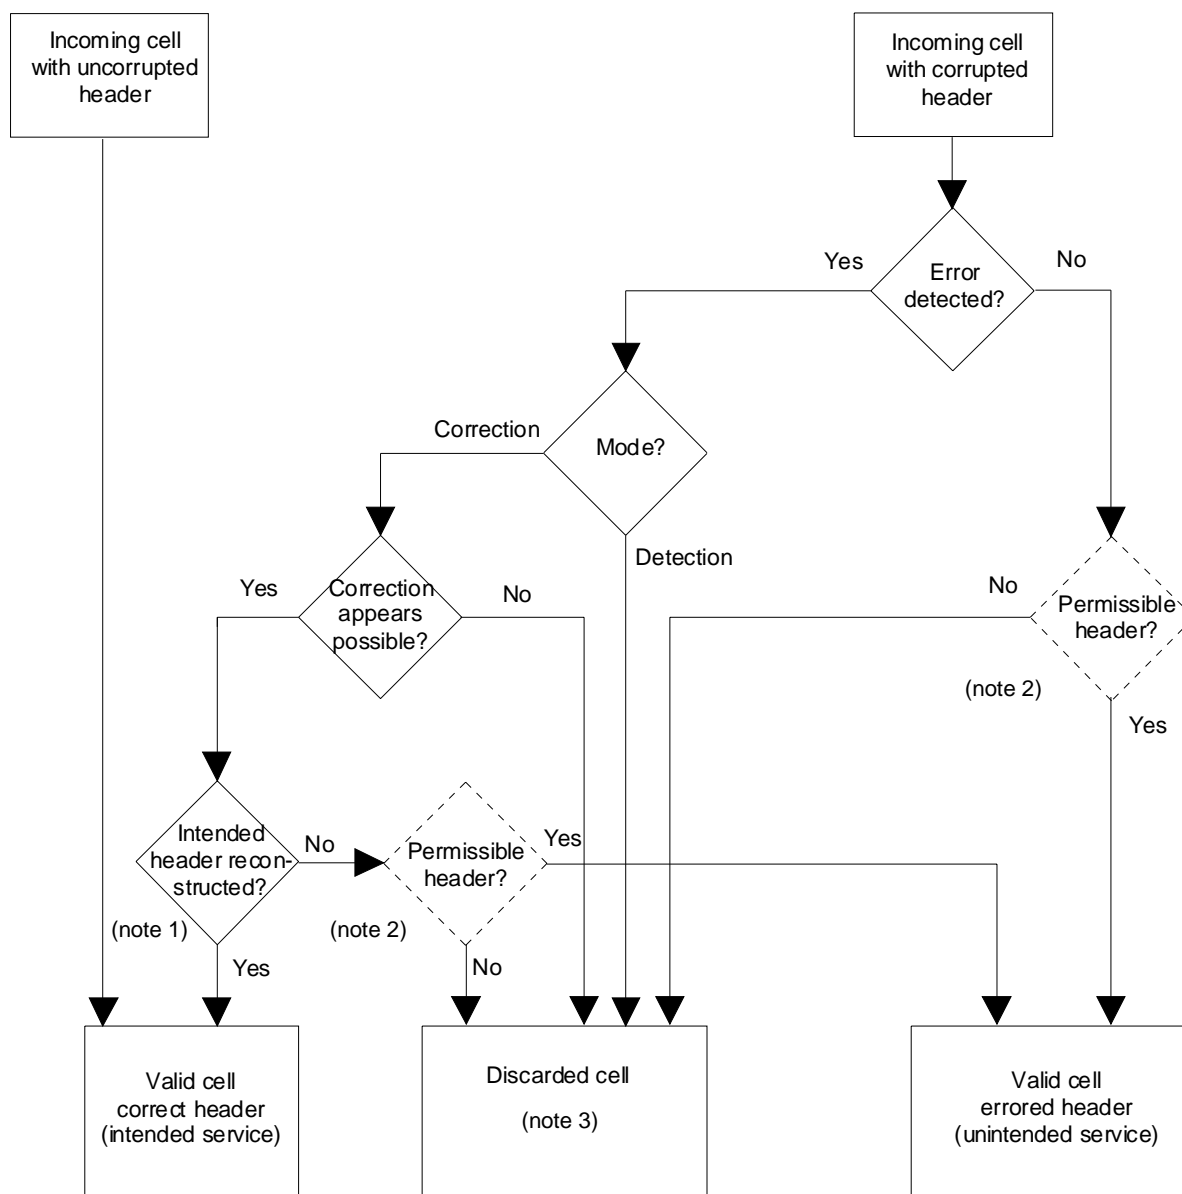 Incoming cell
with uncorrupted
header
Incoming cell
with corrupted
header
Yes
Error
detected?
No
Correction
Mode?
Detection
Yes
Correction
appears
possible?
No
No
Permissible
header?
(note 2)
Yes
Intended
header recon-
structed?
No
Permissible
header?
Yes
(note 1)
(note 2)
Yes
No
Valid cell
correct header
(intended service)
Discarded cell
(note 3)
Valid cell
errored header
(unintended service)